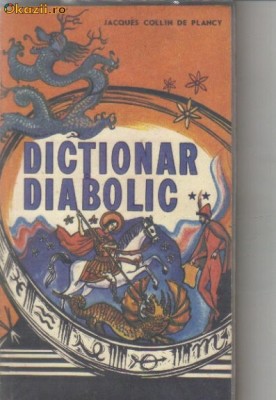 Okazii.ro
JACQUES COLLIN DE PLANCY
DICTIONAR
DIABOLIC